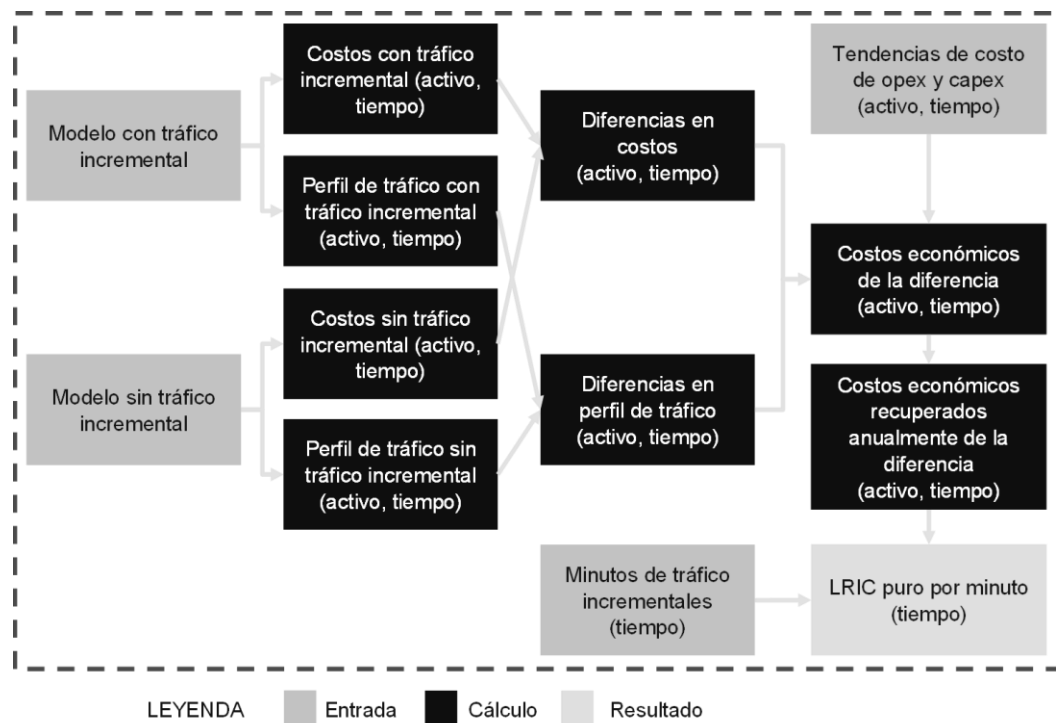 Modelo con tráfico
incremental
Modelo sin tráfico
incremental
Costos con tráfico
incremental (activo,
tiempo)
Perfil de tráfico con
tráfico incremental
(activo, tiempo)
Costos sin tráfico
incremental (activo,
tiempo)
Perfil de tráfico sin
tráfico incremental
(activo, tiempo)
Diferencias en
costos
(activo, tiempo)
Diferencias en
perfil de tráfico
(activo, tiempo)
Minutos de tráfico
incrementales
(tiempo)
Tendencias de costo
de opex y capex
(activo, tiempo)
Costos económicos
de la diferencia
(activo, tiempo)
Costos económicos
recuperados
anualmente de la
diferencia
(activo, tiempo)
LRIC puro por minuto
(tiempo)
LEYENDA
Entrada
Cálculo
Resultado